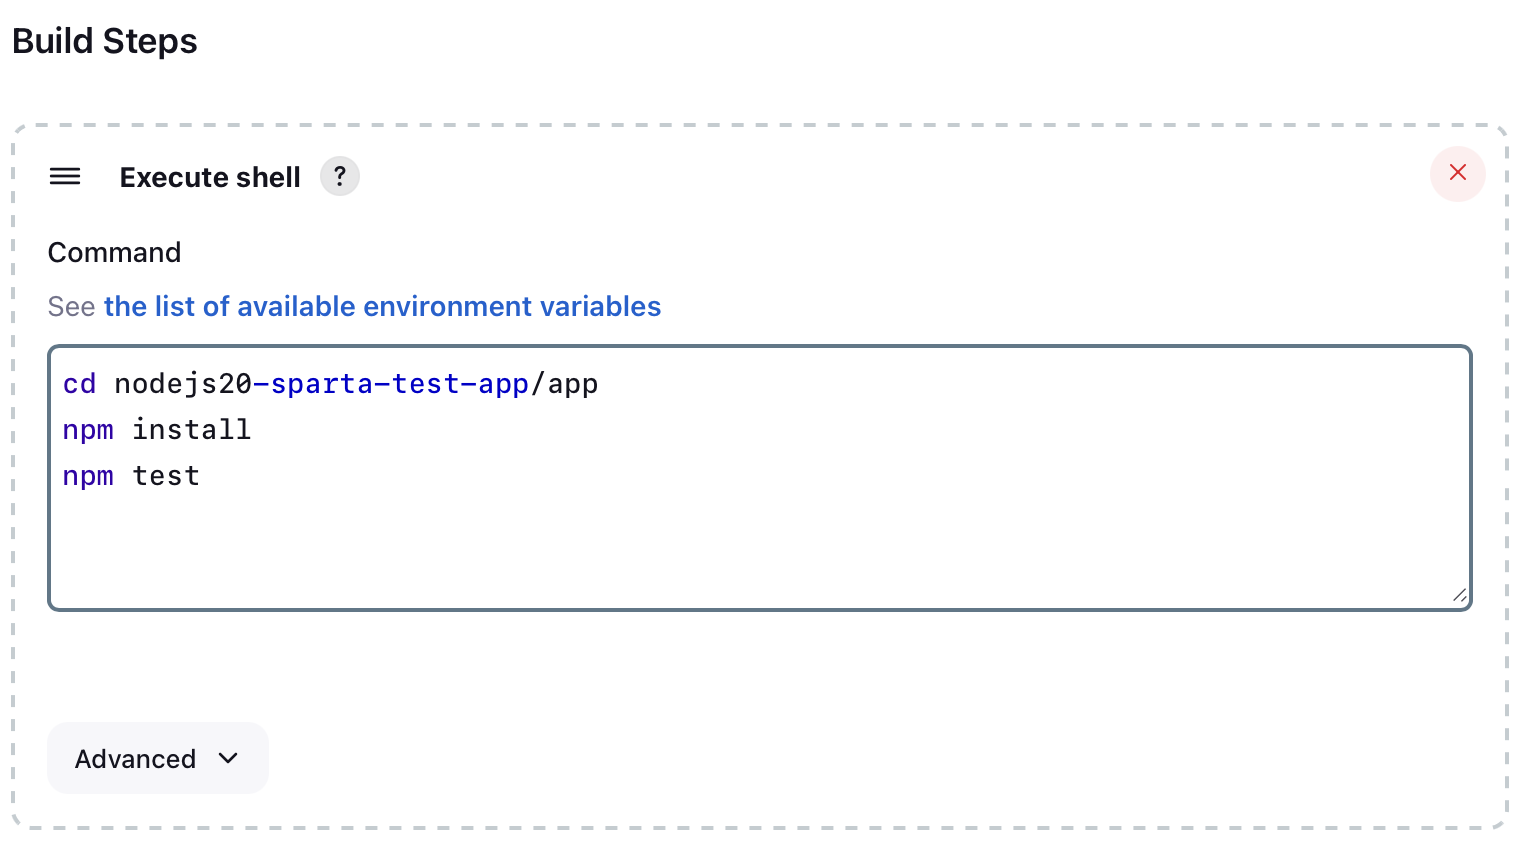 Build Steps
Execute shell ?
Command
See the list of available environment variables
cd nodejs20-sparta-test-app/app
npm install
npm test
Advanced